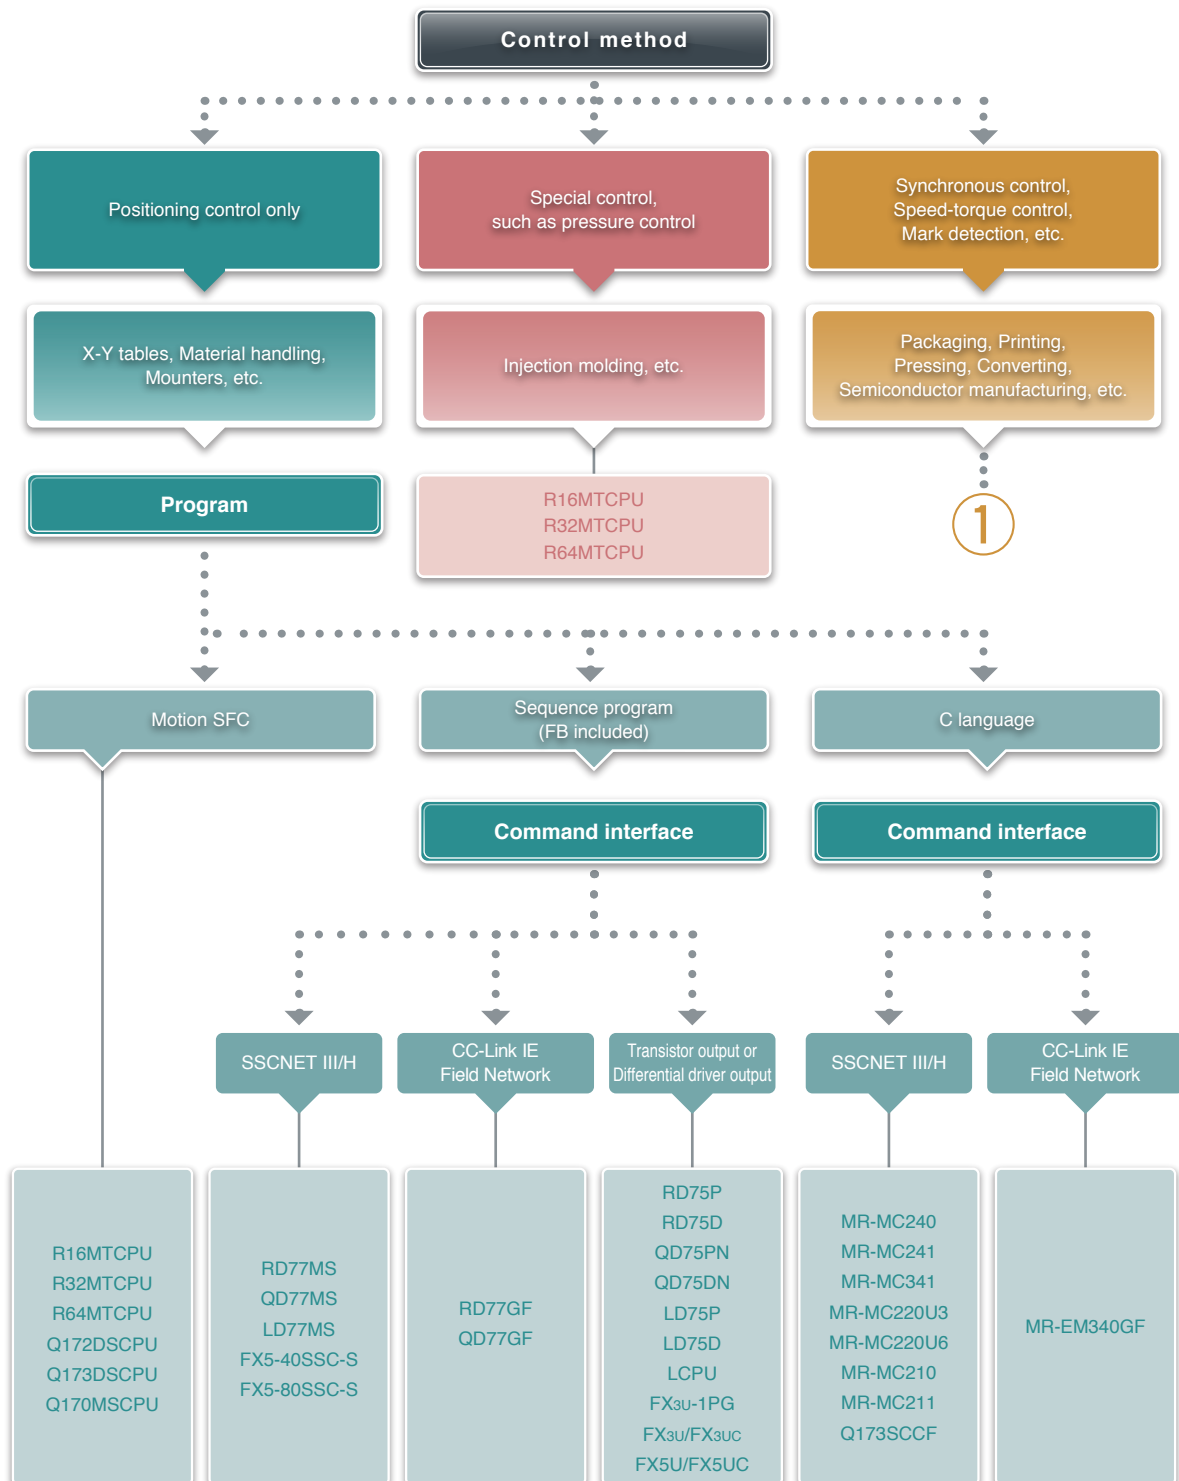 Control method
Positioning control only
Special control,
such as pressure control
Synchronous control,
Speed-torque control,
Mark detection, etc.
X-Y tables, Material handling,
Mounters, etc.
Injection molding, etc.
Packaging, Printing,
Pressing, Converting,
Semiconductor manufacturing, etc.
Program
R16MTCPU
R32MTCPU
R64MTCPU
①
Motion SFC
Sequence program
(FB included)
C language
Command interface
Command interface
SSCNET III/H
CC-Link IE
Field Network
Transistor output or
Differential driver output
SSCNET III/H
CC-Link IE
Field Network
R16MTCPU
R32MTCPU
R64MTCPU
Q172DSCPU
Q173DSCPU
Q170MSCPU
RD77MS
QD77MS
LD77MS
FX5-40SSC-S
FX5-80SSC-S
RD77GF
QD77GF
RD75P
RD75D
QD75PN
QD75DN
LD75P
LD75D
LCPU
FX3U-1PG
FX3U/FX3UC
FX5U/FX5UC
MR-MC240
MR-MC241
MR-MC341
MR-MC220U3
MR-MC220U6
MR-MC210
MR-MC211
Q173SCCF
MR-EM340GF